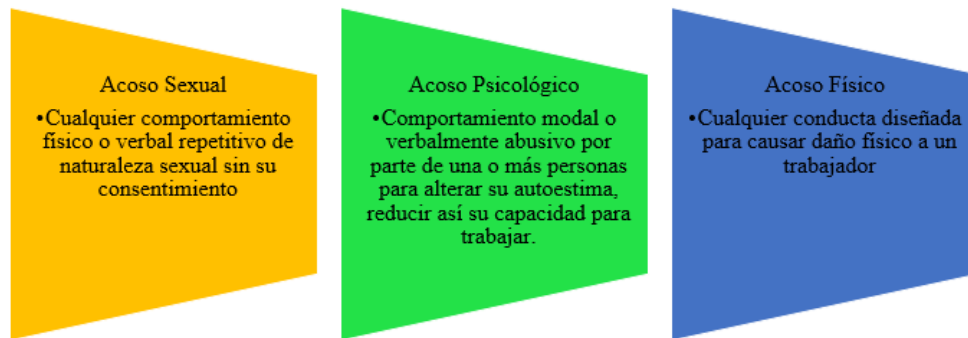 Acoso Sexual
•Cualquier comportamiento
físico o verbal repetitivo de
naturaleza sexual sin su
consentimiento
Acoso Psicológico
•Comportamiento modal o
verbalmente abusivo por
parte de una o más personas
para alterar su autoestima,
reducir así su capacidad para
trabajar.
Acoso Físico
•Cualquier conducta diseñada
para causar daño físico a un
trabajador